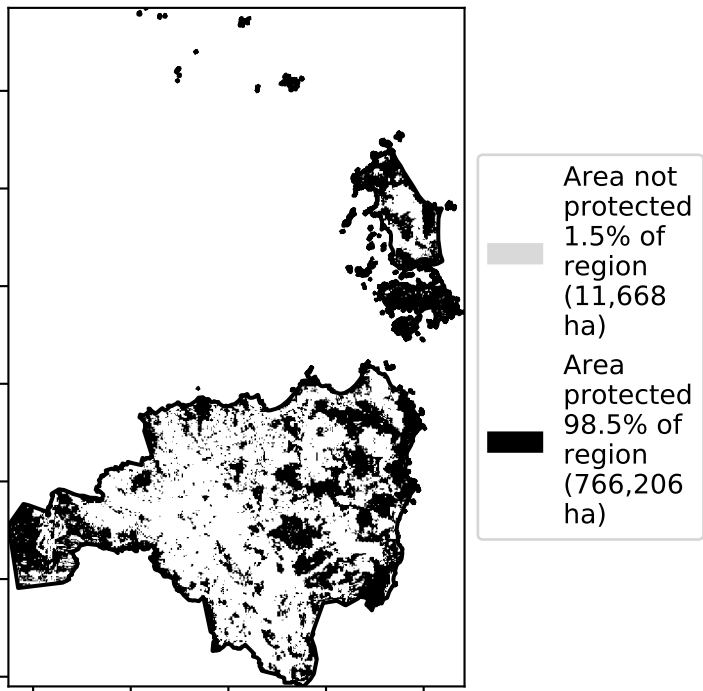 Area not
protected
1.5% of
region
(11,668
ha)
Area
protected
98.5% of
region
(766,206
ha)